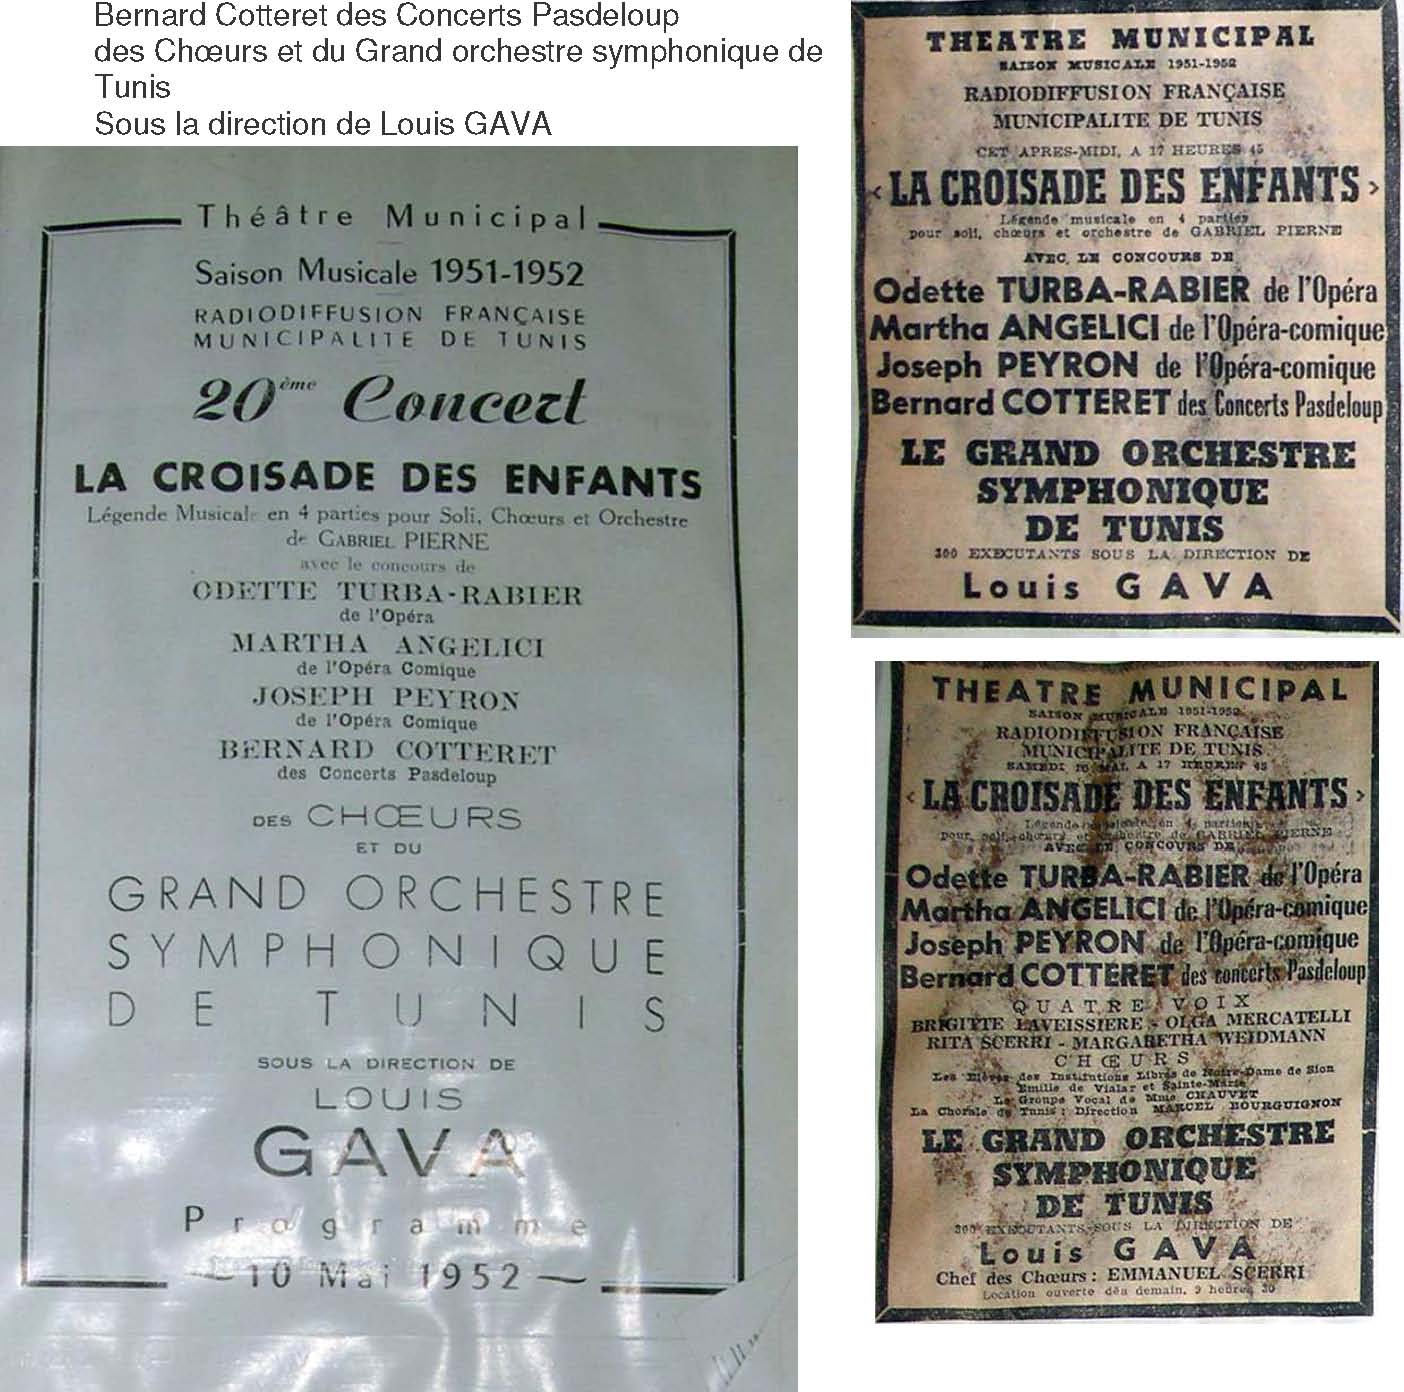 Bernard Cotteret des Concerts Pasdeloup
des Chœurs et du Grand orchestre symphonique de
Tunis
Sous la direction de Louis GAVA
Théâtre Municipal
Saison Musicale 1951-1952
RADIODIFFUSION FRANÇAISE
MUNICIPALITE DE TUNIS
20ème Concert
LA CROISADE DES ENFANTS
Légende Musicale en 4 parties pour Soli, Chœurs et Orchestre
de GABRIEL PIERNE
avec le concours de
ODETTE TURBA-RABIER
de l'Opéra
MARTHA ANGELICI
de l'Opéra Comique
JOSEPH PEYRON
de l'Opéra Comique
BERNARD COTTERET
des Concerts Pasdeloup
DES CHŒURS
ET DU
GRAND ORCHESTRE
SYMPHONIQUE
DE TUNIS
SOUS LA DIRECTION DE
LOUIS
GAVA
Programme
10 Mai 1952
THEATRE MUNICIPAL
SAISON MUSICALE 1951-1952
RADIODIFFUSION FRANÇAISE
MUNICIPALITE DE TUNIS
CET APRES-MIDI, A 17 HEURES 45
< LA CROISADE DES ENFANTS >
Légende musicale en 4 parties
pour soli, chœurs et orchestre de GABRIEL PIERNE
AVEC LE CONCOURS DE
Odette TURBA-RABIER de l'Opéra
Martha ANGELICI de l'Opéra-comique
Joseph PEYRON de l'Opéra-comique
Bernard COTTERET des Concerts Pasdeloup
LE GRAND ORCHESTRE
SYMPHONIQUE
DE TUNIS
300 EXECUTANTS SOUS LA DIRECTION DE
Louis GAVA
THEATRE MUNICIPAL
SAISON MUSICALE 1951-1952
RADIODIFFUSION FRANÇAISE
MUNICIPALITE DE TUNIS
SAMEDI 10 MAI, A 17 HEURES 45
< LA CROISADE DES ENFANTS >
Légende musicale en 4 parties
pour soli, chœurs et orchestre de GABRIEL PIERNE
AVEC LE CONCOURS DE
Odette TURBA-RABIER de l'Opéra
Martha ANGELICI de l'Opéra-comique
Joseph PEYRON de l'Opéra-comique
Bernard COTTERET des concerts Pasdeloup
QUATRE VOIX
BRIGITTE LAVEISSIERE - OLGA MERCATELLI
RITA SCERRI - MARGARETHA WEIDMANN
CHŒURS
Les Elèves des Institutions Libres de Notre-Dame de Sion
Emilie de Vialar et Sainte-Marie
Le Groupe Vocal de Mme CHAUVET
La Chorale de Tunis : Direction MARCEL BOURGUIGNON
LE GRAND ORCHESTRE
SYMPHONIQUE
DE TUNIS
300 EXECUTANTS SOUS LA DIRECTION DE
Louis GAVA
Chef des Chœurs : EMMANUEL SCERRI
Location ouverte dès demain, 9 heures 30